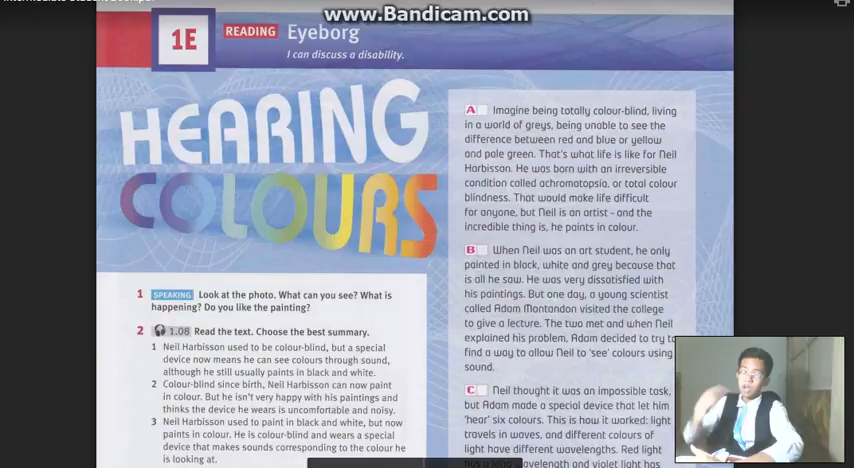 www.Bandicam.com
1E
READING Eyeborg
I can discuss a disability.
HEARING
COLOURS
1 SPEAKING Look at the photo. What can you see? What is
happening? Do you like the painting?
2 1.08 Read the text. Choose the best summary.
1 Neil Harbisson used to be colour-blind, but a special
device now means he can see colours through sound,
although he still usually paints in black and white.
2 Colour-blind since birth, Neil Harbisson can now paint
in colour. But he isn't very happy with his paintings and
thinks the device he wears is uncomfortable and noisy.
3 Neil Harbisson used to paint in black and white, but now
paints in colour. He is colour-blind and wears a special
device that makes sounds corresponding to the colour he
is looking at.
A Imagine being totally colour-blind, living
in a world of greys, being unable to see the
difference between red and blue or yellow
and pale green. That's what life is like for Neil
Harbisson. He was born with an irreversible
condition called achromatopsia, or total colour
blindness. That would make life difficult
for anyone, but Neil is an artist – and the
incredible thing is, he paints in colour.
B When Neil was an art student, he only
painted in black, white and grey because that
is all he saw. He was very dissatisfied with
his paintings. But one day, a young scientist
called Adam Montandon visited the college
to give a lecture. The two met and when Neil
explained his problem, Adam decided to try to
find a way to allow Neil to 'see' colours using
sound.
C Neil thought it was an impossible task,
but Adam made a special device that let him
'hear' six colours. This is how it worked: light
travels in waves, and different colours of
light have different wavelengths. Red light
has a long wavelength and violet light has